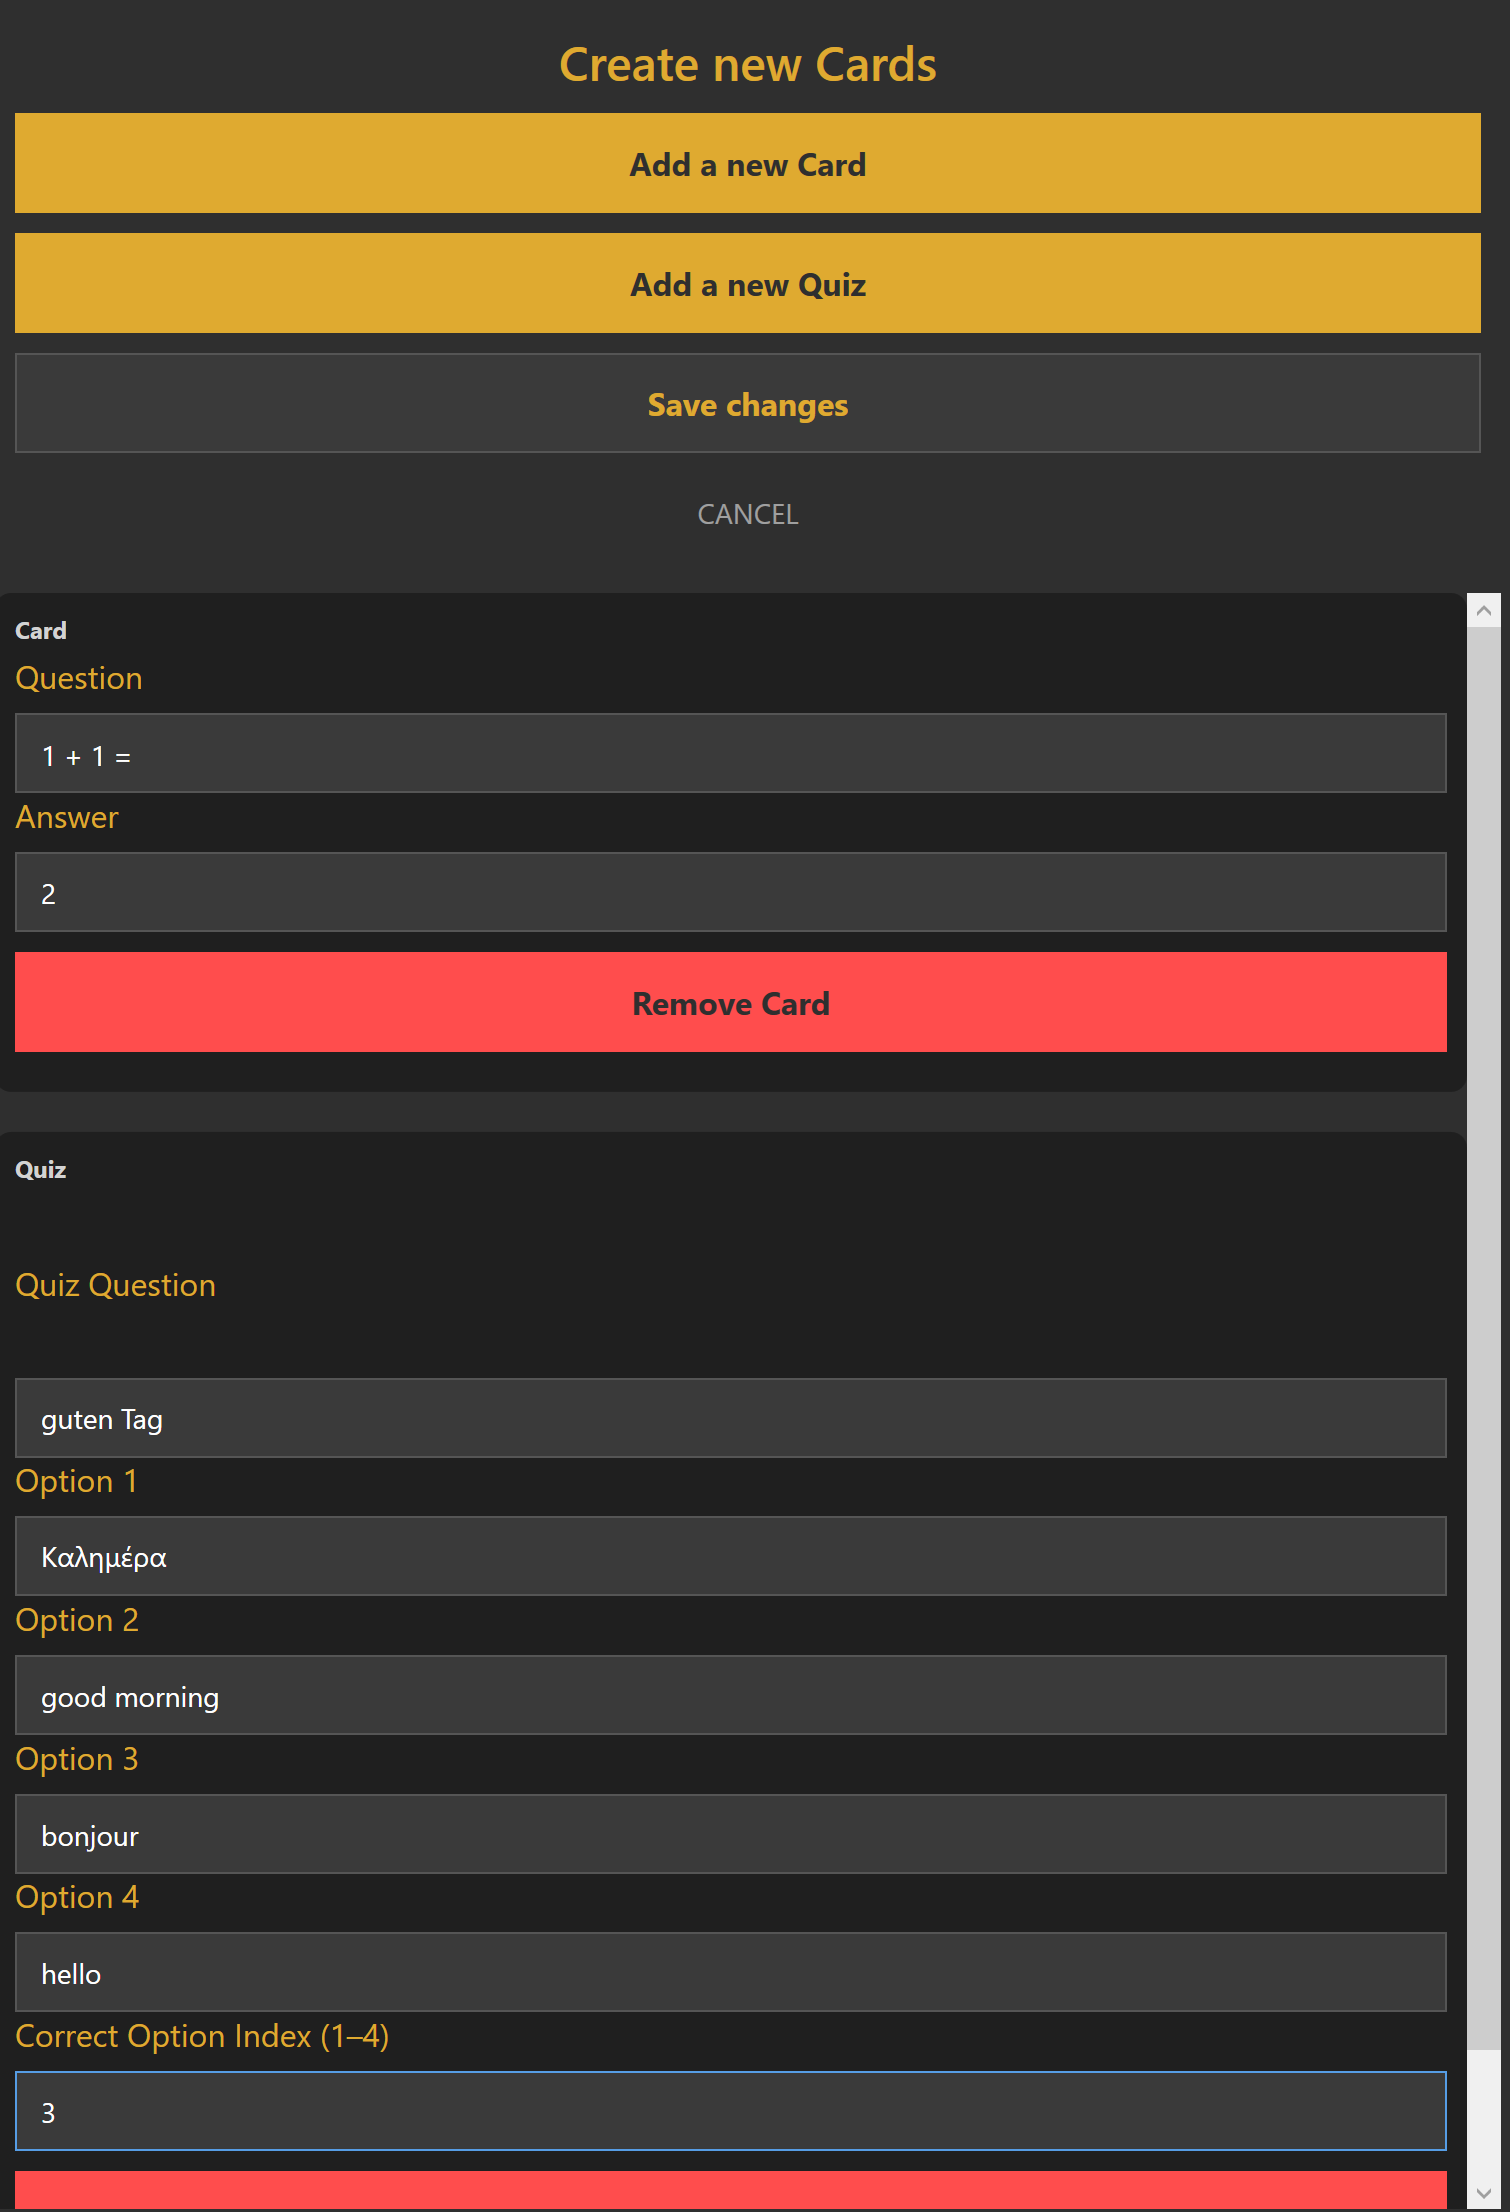 Create new Cards
Add a new Card
Add a new Quiz
Save changes
CANCEL
Card
Question
1 + 1 =
Answer
2
Remove Card
Quiz
Quiz Question
guten Tag
Option 1
Καλημέρα
Option 2
good morning
Option 3
bonjour
Option 4
hello
Correct Option Index (1–4)
3